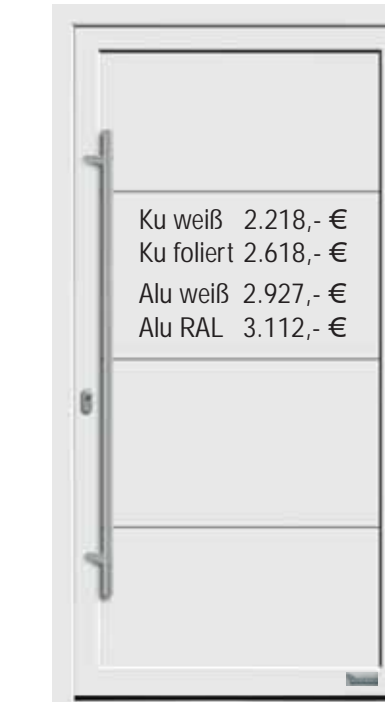 Ku weiß 2.218,- €
Ku foliert 2.618,- €
Alu weiß 2.927,- €
Alu RAL 3.112,- €